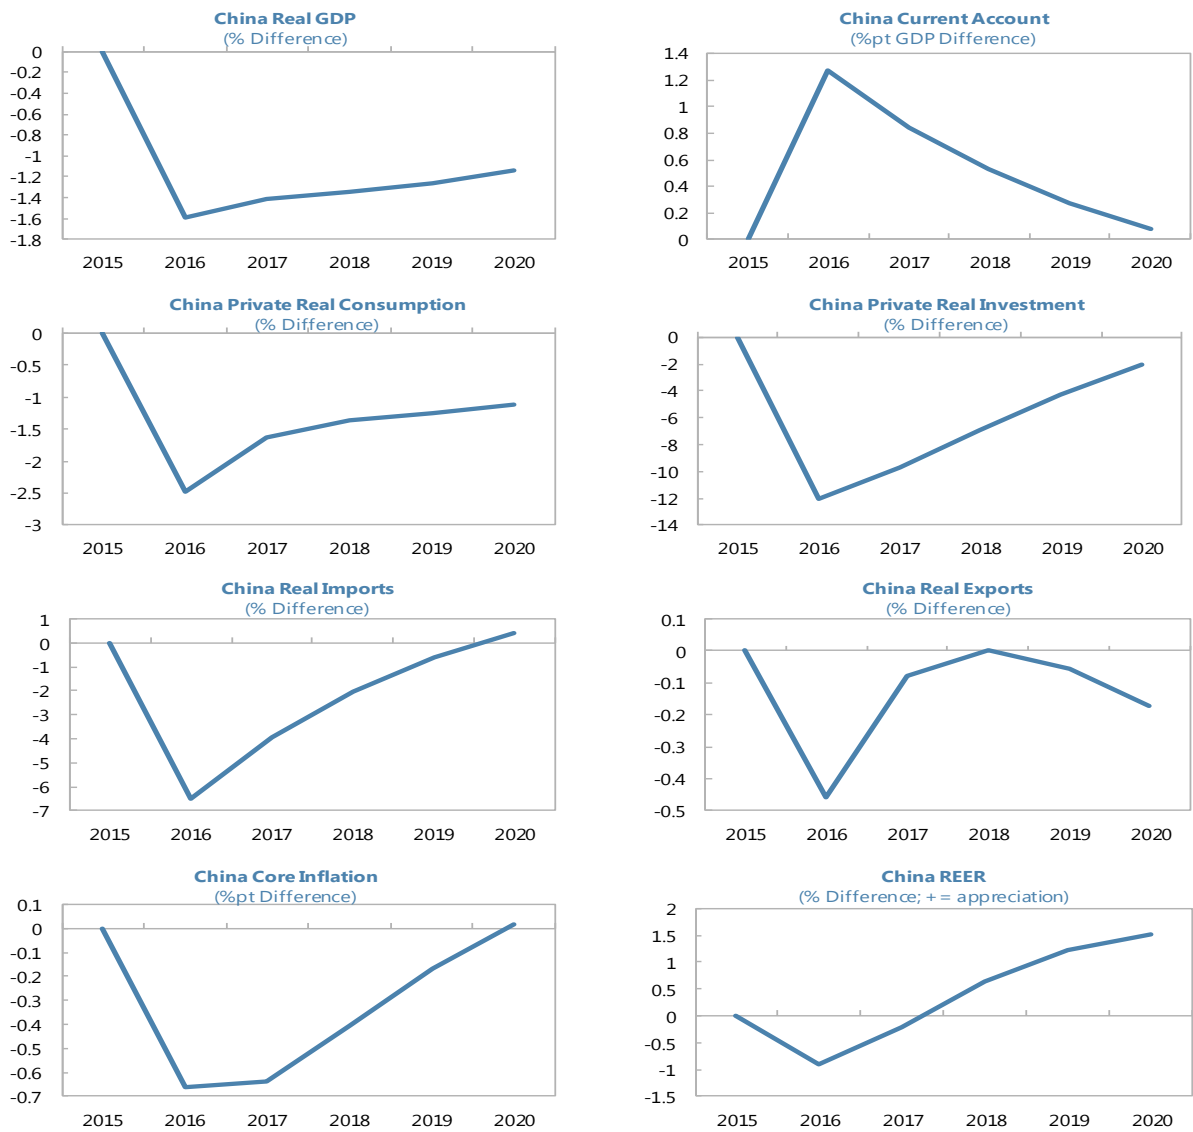 China Real GDP
(% Difference)
0
-0.2
-0.4
-0.6
-0.8
-1
-1.2
-1.4
-1.6
-1.8
2015 2016 2017 2018 2019 2020
China Current Account
(%pt GDP Difference)
1.4
1.2
1
0.8
0.6
0.4
0.2
0
2015 2016 2017 2018 2019 2020
China Private Real Consumption
(% Difference)
0
-0.5
-1
-1.5
-2
-2.5
-3
2015 2016 2017 2018 2019 2020
China Private Real Investment
(% Difference)
0
-2
-4
-6
-8
-10
-12
-14
2015 2016 2017 2018 2019 2020
China Real Imports
(% Difference)
1
0
-1
-2
-3
-4
-5
-6
-7
2015 2016 2017 2018 2019 2020
China Real Exports
(% Difference)
0.1
0
-0.1
-0.2
-0.3
-0.4
-0.5
2015 2016 2017 2018 2019 2020
China Core Inflation
(%pt Difference)
0.1
0
-0.1
-0.2
-0.3
-0.4
-0.5
-0.6
-0.7
2015 2016 2017 2018 2019 2020
China REER
(% Difference; + = appreciation)
2
1.5
1
0.5
0
-0.5
-1
-1.5
2015 2016 2017 2018 2019 2020